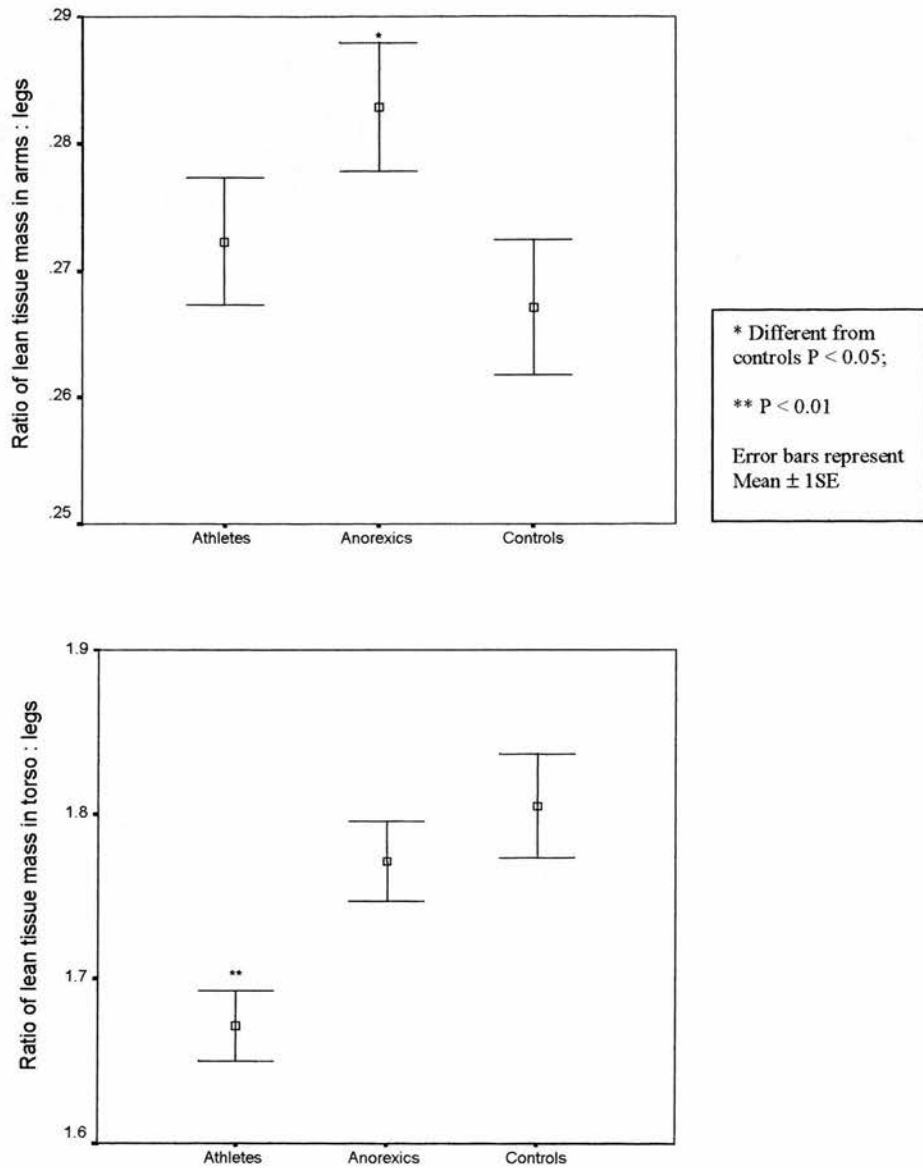 .29
.28
.27
.26
.25
Ratio of lean tissue mass in arms : legs
*
Athletes Anorexics Controls
* Different from
controls P < 0.05;
** P < 0.01
Error bars represent
Mean ± 1SE
1.9
1.8
1.7
1.6
Ratio of lean tissue mass in torso : legs
**
Athletes Anorexics Controls